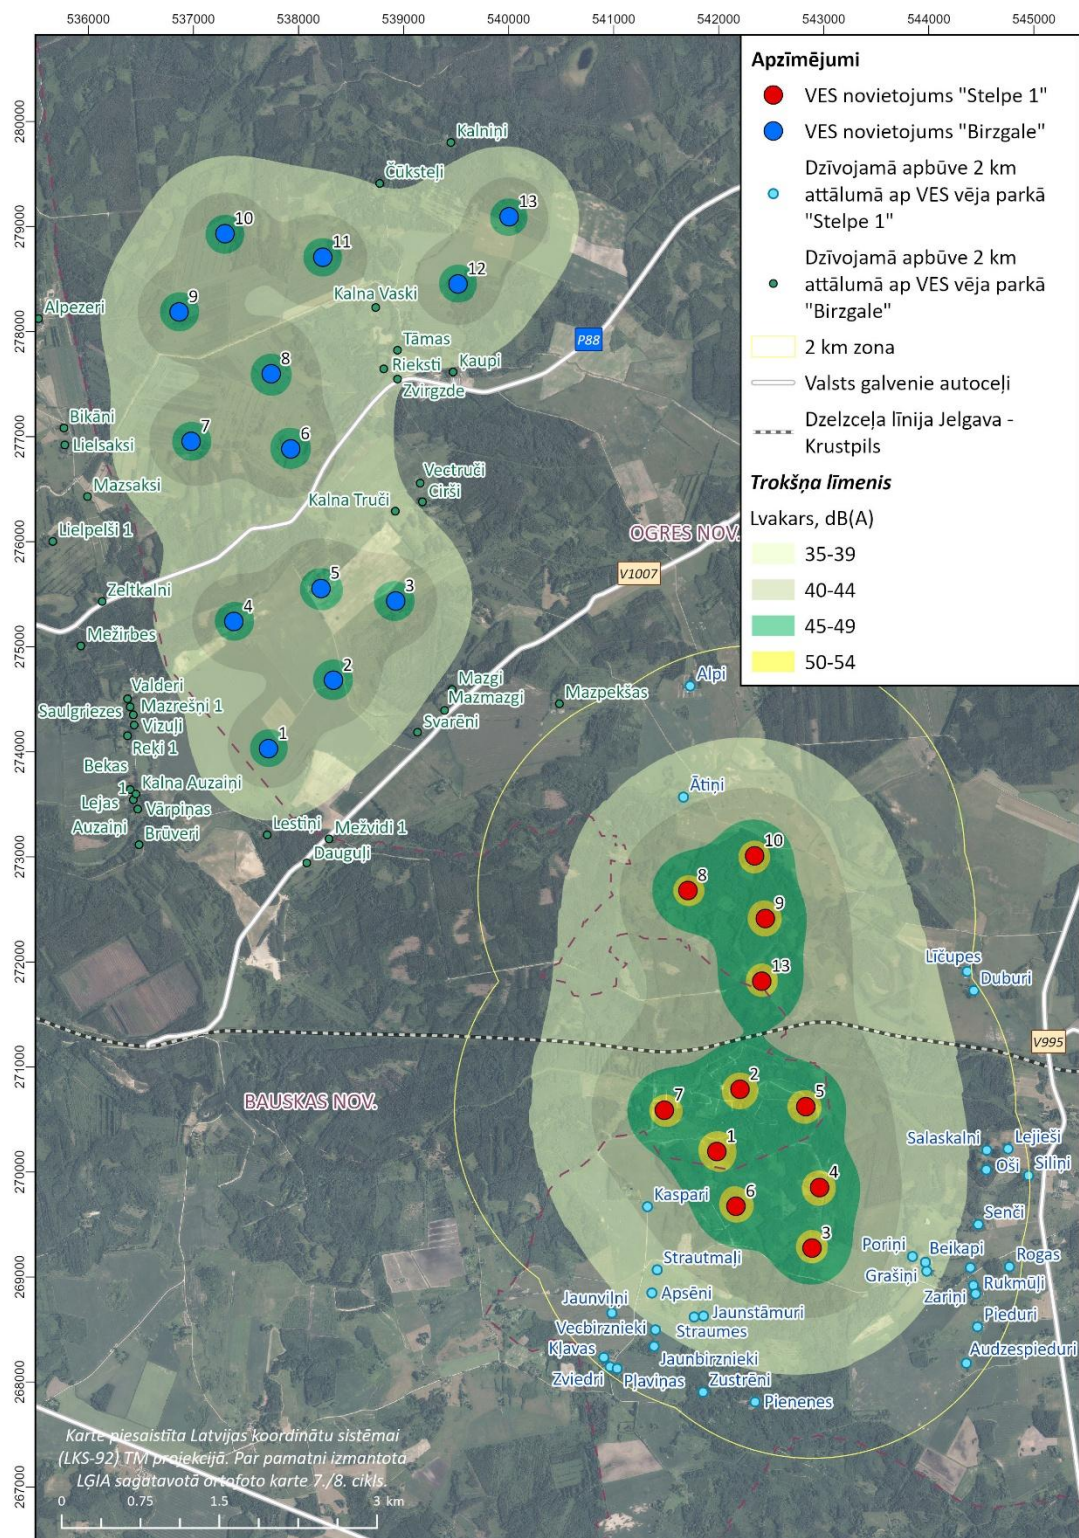 536000 537000 538000 539000 540000 541000 542000 543000 544000 545000
280000
279000
278000
277000
276000
275000
274000
273000
272000
271000
270000
269000
268000
267000
Apzīmējumi
VES novietojums "Stelpe 1"
VES novietojums "Birzgale"
Dzīvojamā apbūve 2 km
attālumā ap VES vēja parkā
"Stelpe 1"
Dzīvojamā apbūve 2 km
attālumā ap VES vēja parkā
"Birzgale"
2 km zona
Valsts galvenie autoceļi
Dzelzceļa līnija Jelgava -
Krustpils
Trokšņa līmenis
Lvakars, dB(A)
35-39
40-44
45-49
50-54
Kalniņi
Čūksteļi
13
10
11
12
9
Kalna Vaski
Alpezeri
Tāmas
P88
8
Rieksti
Ķaupi
Zvirgzde
Bikāni
7
6
Lielsaksi
Vectruči
Mazsaksi
Kalna Truči
Cirši
Lielpelši 1
OGRES NOV.
V1007
5
Zeltkalni
4
3
Mežirbes
2
Mazgi
Alpi
Valderi
Mazmazgi
Mazpekšas
Saulgriezes
Mazrešņi 1
Vizuļi
Svarēni
Reķi 1
1
Bekas
Kalna Auzaiņi
1
Lejas
Vārpiņas
Auzaiņi
Brūveri
Lestiņi
Mežvidi 1
Dauguļi
Ātiņi
10
8
9
13
Līčupes
Duburi
V995
BAUSKAS NOV.
2
7
5
1
Salaskalni
Lejieši
Oši
Siliņi
4
Kaspari
6
Senči
3
Poriņi
Beikapi
Rogas
Strautmaļi
Grašiņi
Rukmūļi
Zariņi
Apsēni
Jaunviļņi
Jaunstāmuri
Pieduri
Vecbirznieki
Straumes
Kļavas
Jaunbirznieki
Audzespieduri
Zviedri
Pļaviņas
Zustrēni
Pienenes
Karte piesaistīta Latvijas koordinātu sistēmai
(LKS-92) TM projekcijā. Par pamatni izmantota
LĢIA sagatavotā ortofoto karte 7./8. cikls.
0 0.75 1.5 3 km